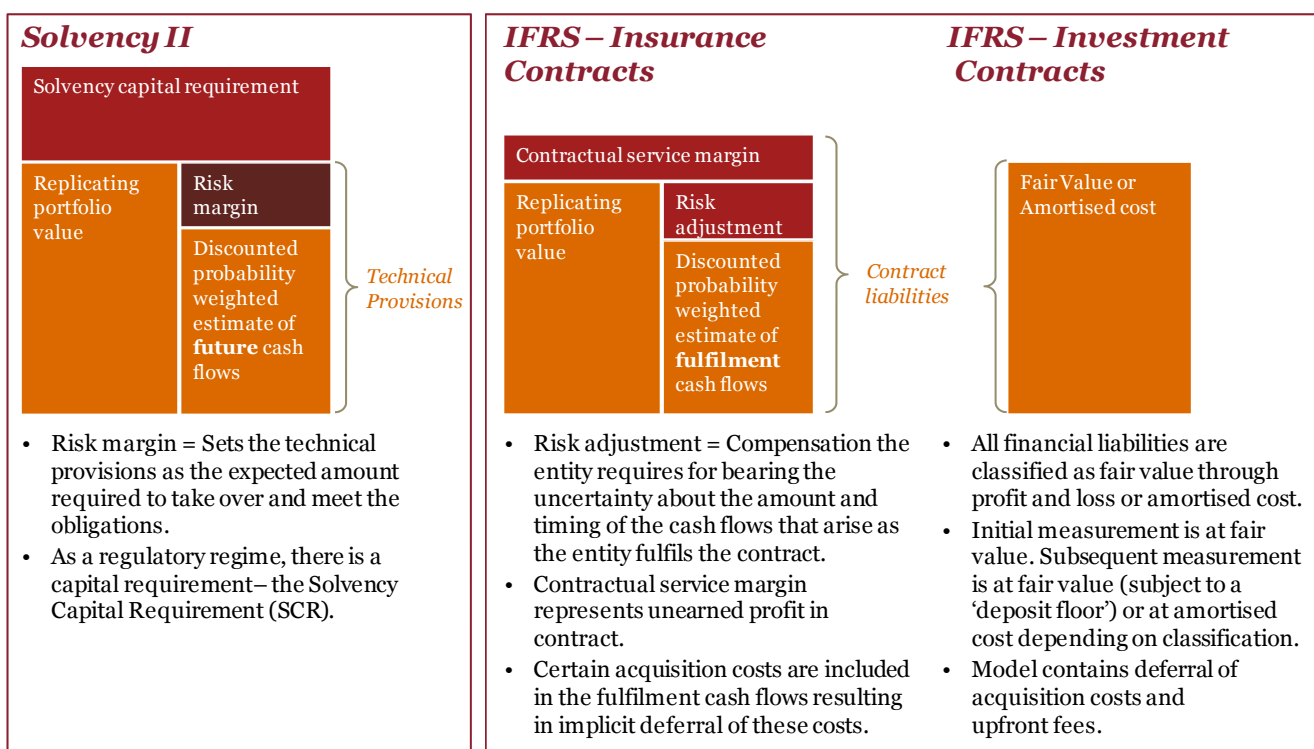 Solvency II
Solvency capital requirement
Replicating
portfolio
value
Risk
margin
Discounted
probability
weighted
estimate of
future cash
flows
Technical
Provisions
• Risk margin = Sets the technical
provisions as the expected amount
required to take over and meet the
obligations.
• As a regulatory regime, there is a
capital requirement– the Solvency
Capital Requirement (SCR).
IFRS – Insurance
Contracts
Contractual service margin
Replicating
portfolio
value
Risk
adjustment
Discounted
probability
weighted
estimate of
fulfilment
cash flows
Contract
liabilities
• Risk adjustment = Compensation the
entity requires for bearing the
uncertainty about the amount and
timing of the cash flows that arise as
the entity fulfils the contract.
• Contractual service margin
represents unearned profit in
contract.
• Certain acquisition costs are included
in the fulfilment cash flows resulting
in implicit deferral of these costs.
IFRS – Investment
Contracts
Fair Value or
Amortised cost
• All financial liabilities are
classified as fair value through
profit and loss or amortised cost.
• Initial measurement is at fair
value. Subsequent measurement
is at fair value (subject to a
‘deposit floor’) or at amortised
cost depending on classification.
• Model contains deferral of
acquisition costs and
upfront fees.